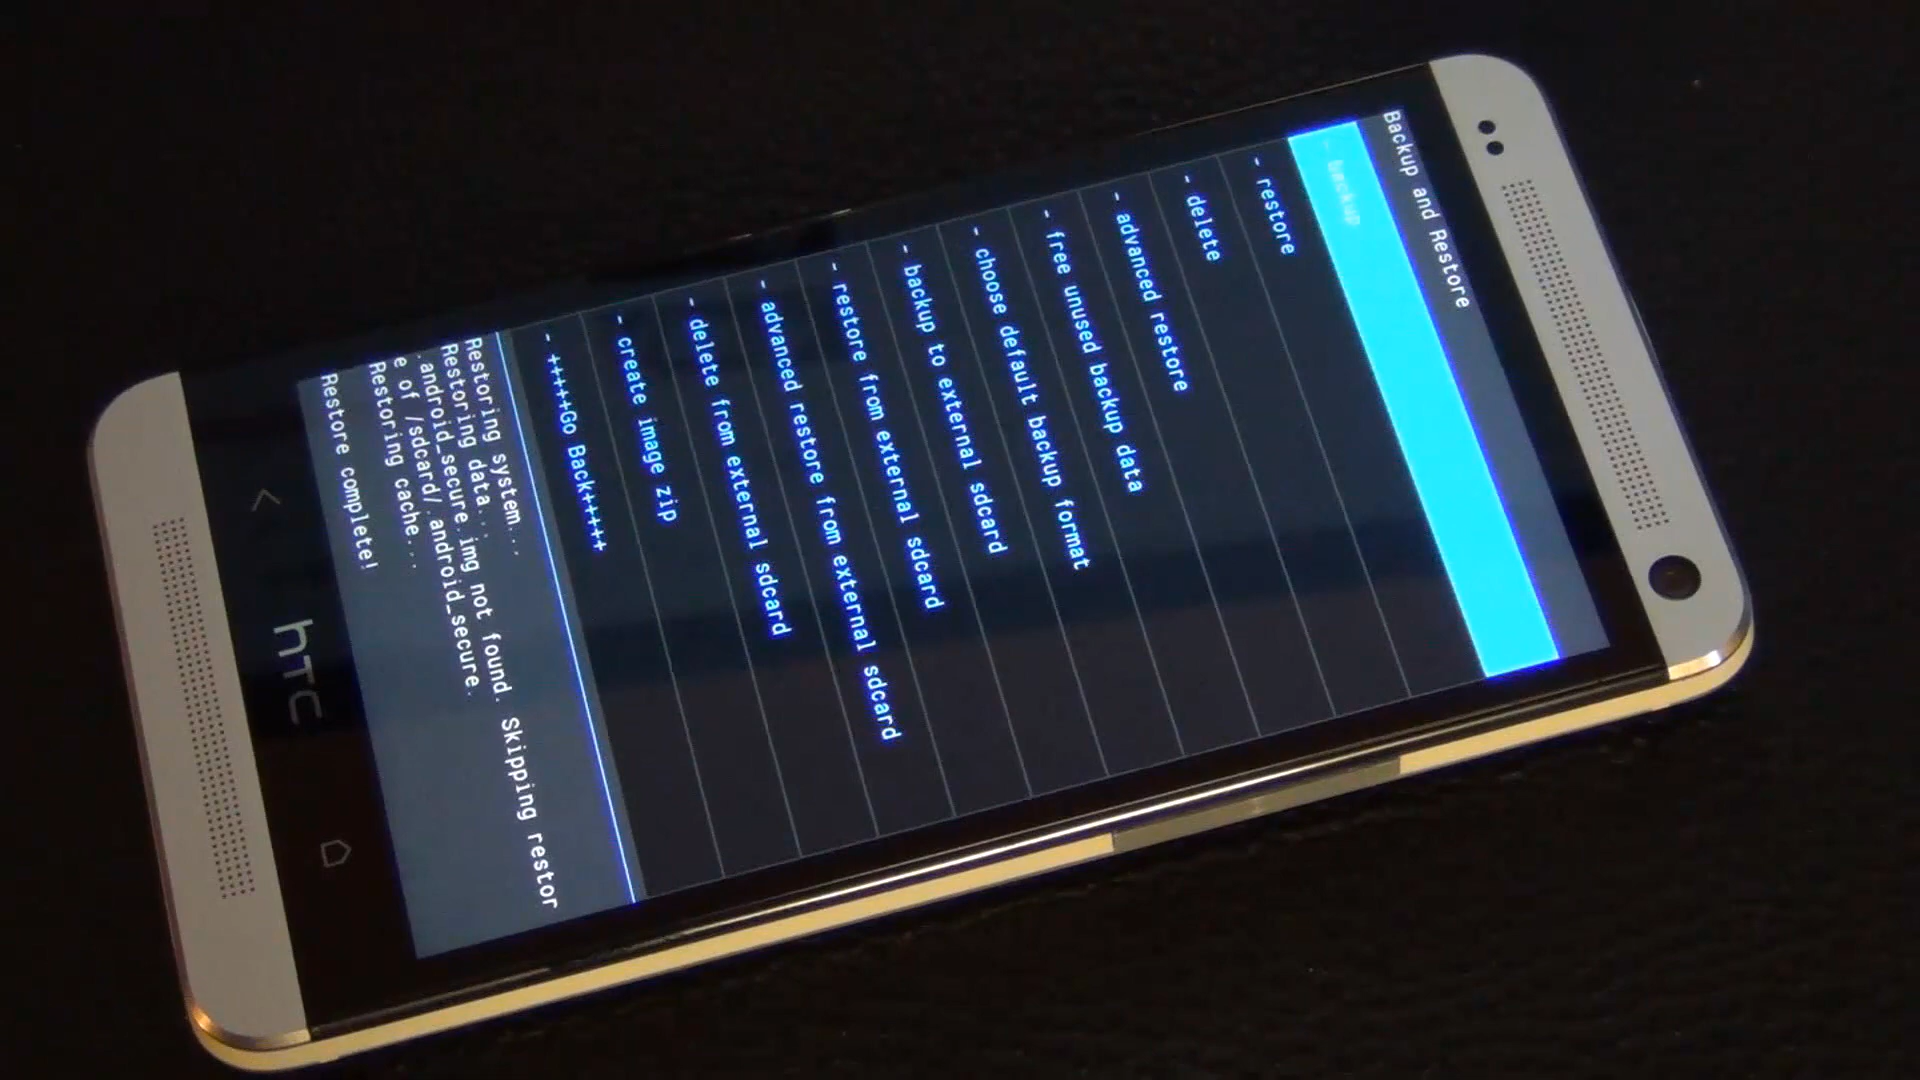 Backup and Restore
- backup
- restore
- delete
- advanced restore
- free unused backup data
- choose default backup format
- backup to external sdcard
- restore from external sdcard
- advanced restore from external sdcard
- delete from external sdcard
- create image zip
- +++++Go Back+++++
Restoring system...
Restoring data...
.android_secure.img not found. Skipping restor
e of /sdcard/.android_secure.
Restoring cache...
Restore complete!
hTC